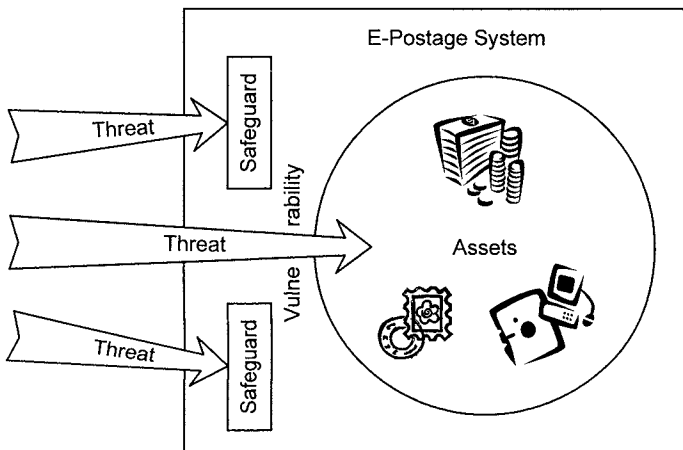 E-Postage System
Safeguard
Threat
Vulne rability
Threat
Assets
Safeguard
Threat